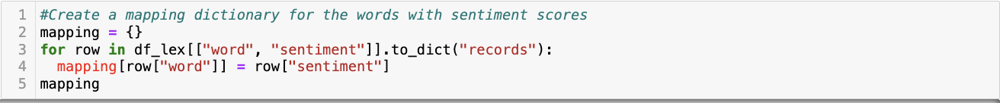 1 #Create a mapping dictionary for the words with sentiment scores
2 mapping = {}
3 for row in df_lex[["word", "sentiment"]].to_dict("records"):
4   mapping[row["word"]] = row["sentiment"]
5 mapping